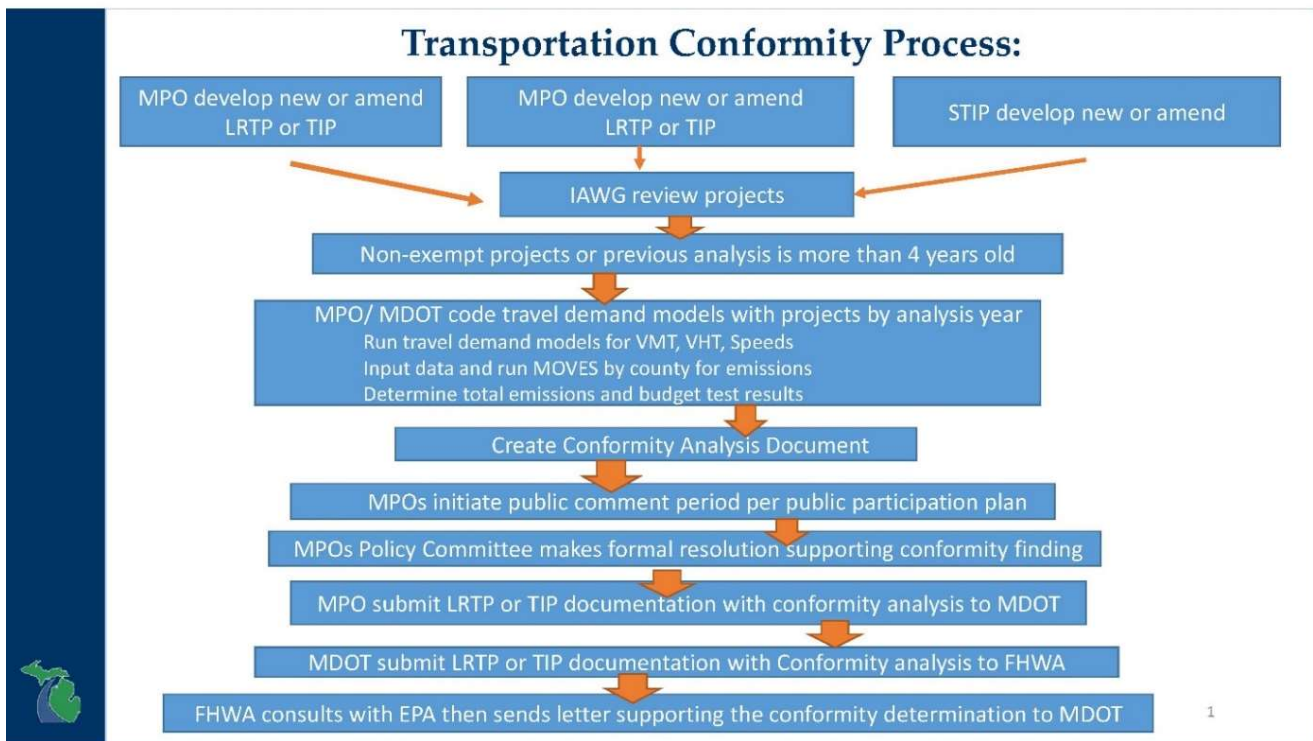 Transportation Conformity Process:
MPO develop new or amend
LRTP or TIP
MPO develop new or amend
LRTP or TIP
STIP develop new or amend
IAWG review projects
Non-exempt projects or previous analysis is more than 4 years old
MPO/ MDOT code travel demand models with projects by analysis year
Run travel demand models for VMT, VHT, Speeds
Input data and run MOVES by county for emissions
Determine total emissions and budget test results
Create Conformity Analysis Document
MPOs initiate public comment period per public participation plan
MPOs Policy Committee makes formal resolution supporting conformity finding
MPO submit LRTP or TIP documentation with conformity analysis to MDOT
MDOT submit LRTP or TIP documentation with Conformity analysis to FHWA
FHWA consults with EPA then sends letter supporting the conformity determination to MDOT
1